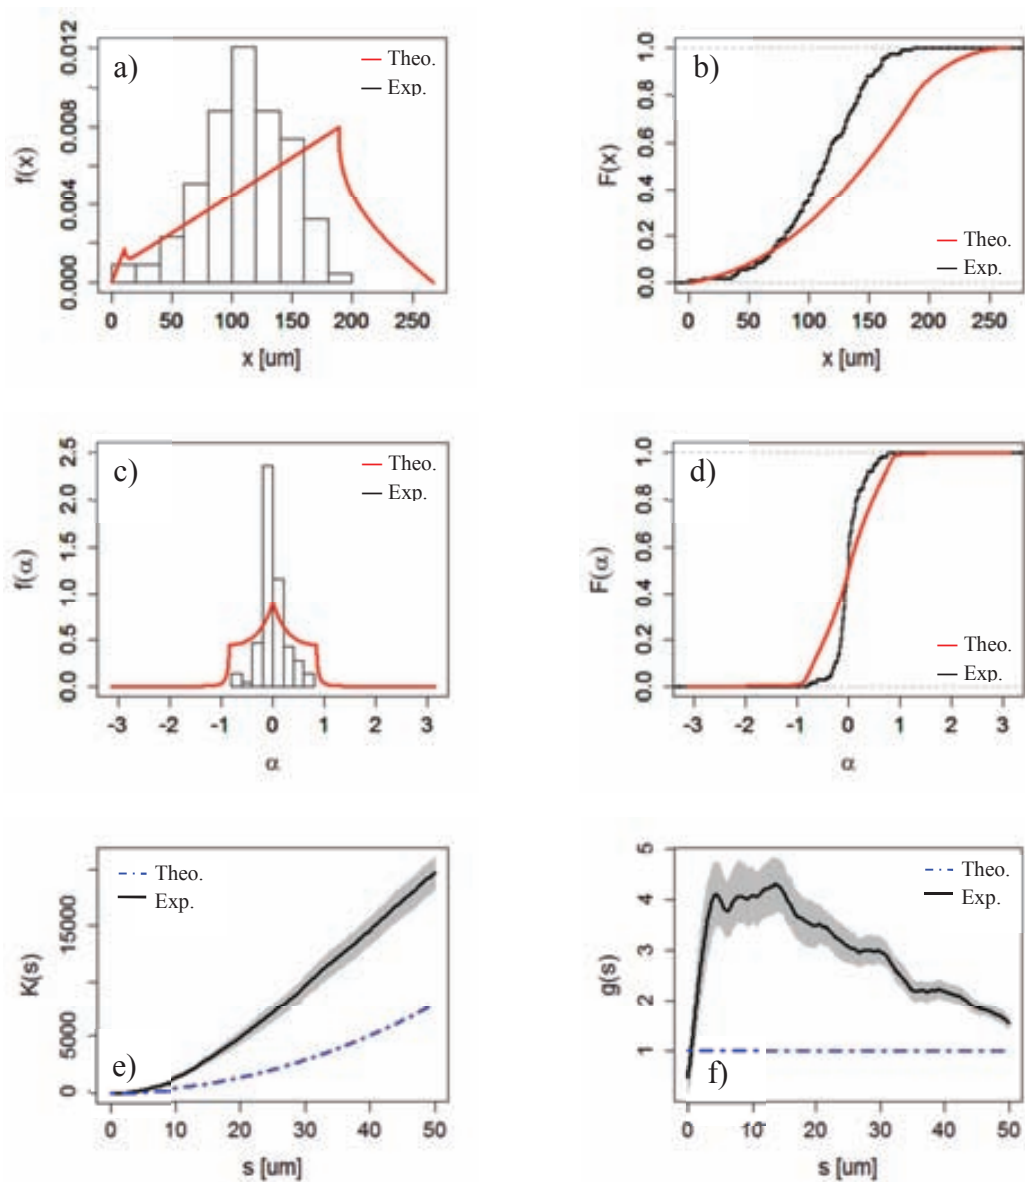 a)
Theo.
Exp.
f(x)
0.000
0.004
0.008
0.012
0
50
100
150
200
250
x [um]
b)
Theo.
Exp.
F(x)
0.0
0.2
0.4
0.6
0.8
1.0
0
50
100
150
200
250
x [um]
c)
Theo.
Exp.
f(α)
0.0
0.5
1.0
1.5
2.0
2.5
-3
-2
-1
0
1
2
3
α
d)
Theo.
Exp.
F(α)
0.0
0.2
0.4
0.6
0.8
1.0
-3
-2
-1
0
1
2
3
α
e)
Theo.
Exp.
K(s)
0
5000
15000
0
10
20
30
40
50
s [um]
f)
Theo.
Exp.
g(s)
1
2
3
4
5
0
10
20
30
40
50
s [um]